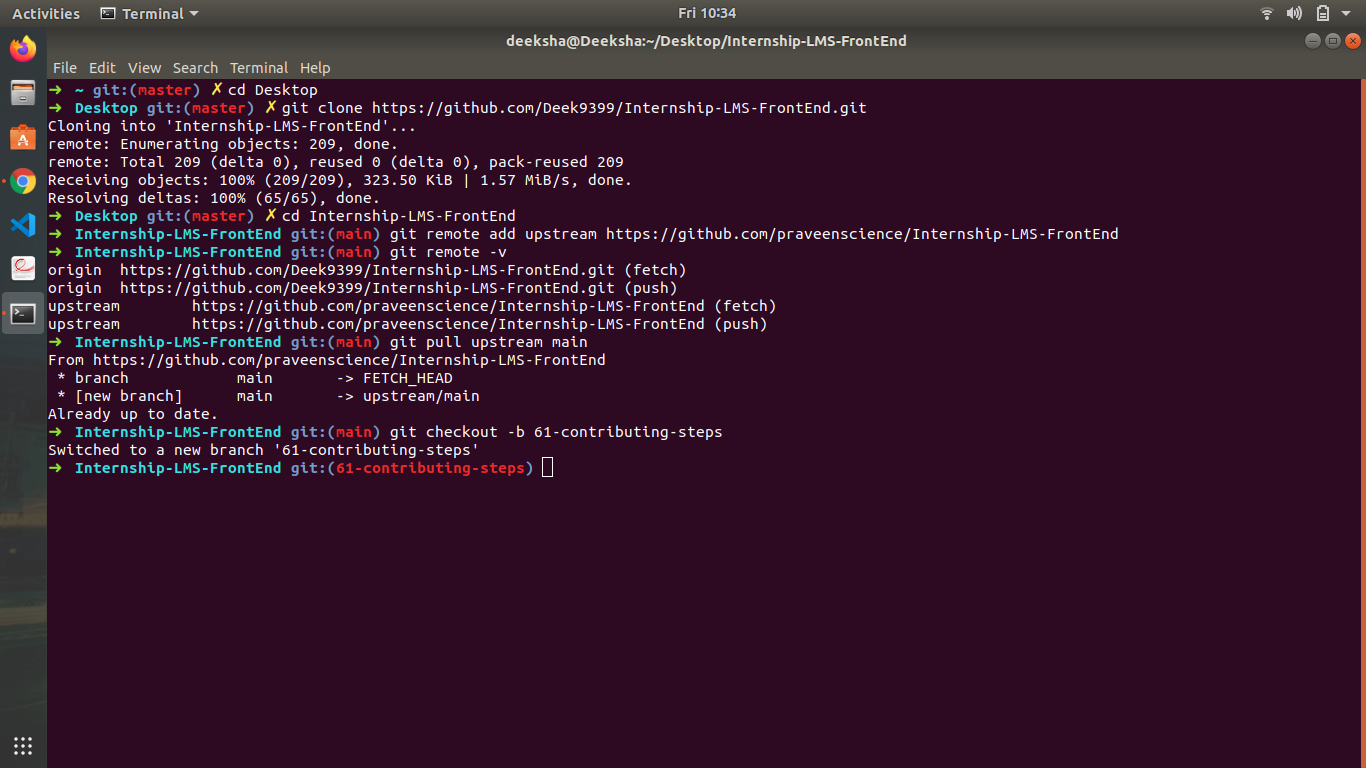 Activities Terminal Fri 10:34
deeksha@Deeksha:~/Desktop/Internship-LMS-FrontEnd
File Edit View Search Terminal Help
➜ ~ git:(master) ✗ cd Desktop
➜ Desktop git:(master) ✗ git clone https://github.com/Deek9399/Internship-LMS-FrontEnd.git
Cloning into 'Internship-LMS-FrontEnd'...
remote: Enumerating objects: 209, done.
remote: Total 209 (delta 0), reused 0 (delta 0), pack-reused 209
Receiving objects: 100% (209/209), 323.50 KiB | 1.57 MiB/s, done.
Resolving deltas: 100% (65/65), done.
➜ Desktop git:(master) ✗ cd Internship-LMS-FrontEnd
➜ Internship-LMS-FrontEnd git:(main) git remote add upstream https://github.com/praveenscience/Internship-LMS-FrontEnd
➜ Internship-LMS-FrontEnd git:(main) git remote -v
origin https://github.com/Deek9399/Internship-LMS-FrontEnd.git (fetch)
origin https://github.com/Deek9399/Internship-LMS-FrontEnd.git (push)
upstream https://github.com/praveenscience/Internship-LMS-FrontEnd (fetch)
upstream https://github.com/praveenscience/Internship-LMS-FrontEnd (push)
➜ Internship-LMS-FrontEnd git:(main) git pull upstream main
From https://github.com/praveenscience/Internship-LMS-FrontEnd
* branch main -> FETCH_HEAD
* [new branch] main -> upstream/main
Already up to date.
➜ Internship-LMS-FrontEnd git:(main) git checkout -b 61-contributing-steps
Switched to a new branch '61-contributing-steps'
➜ Internship-LMS-FrontEnd git:(61-contributing-steps)